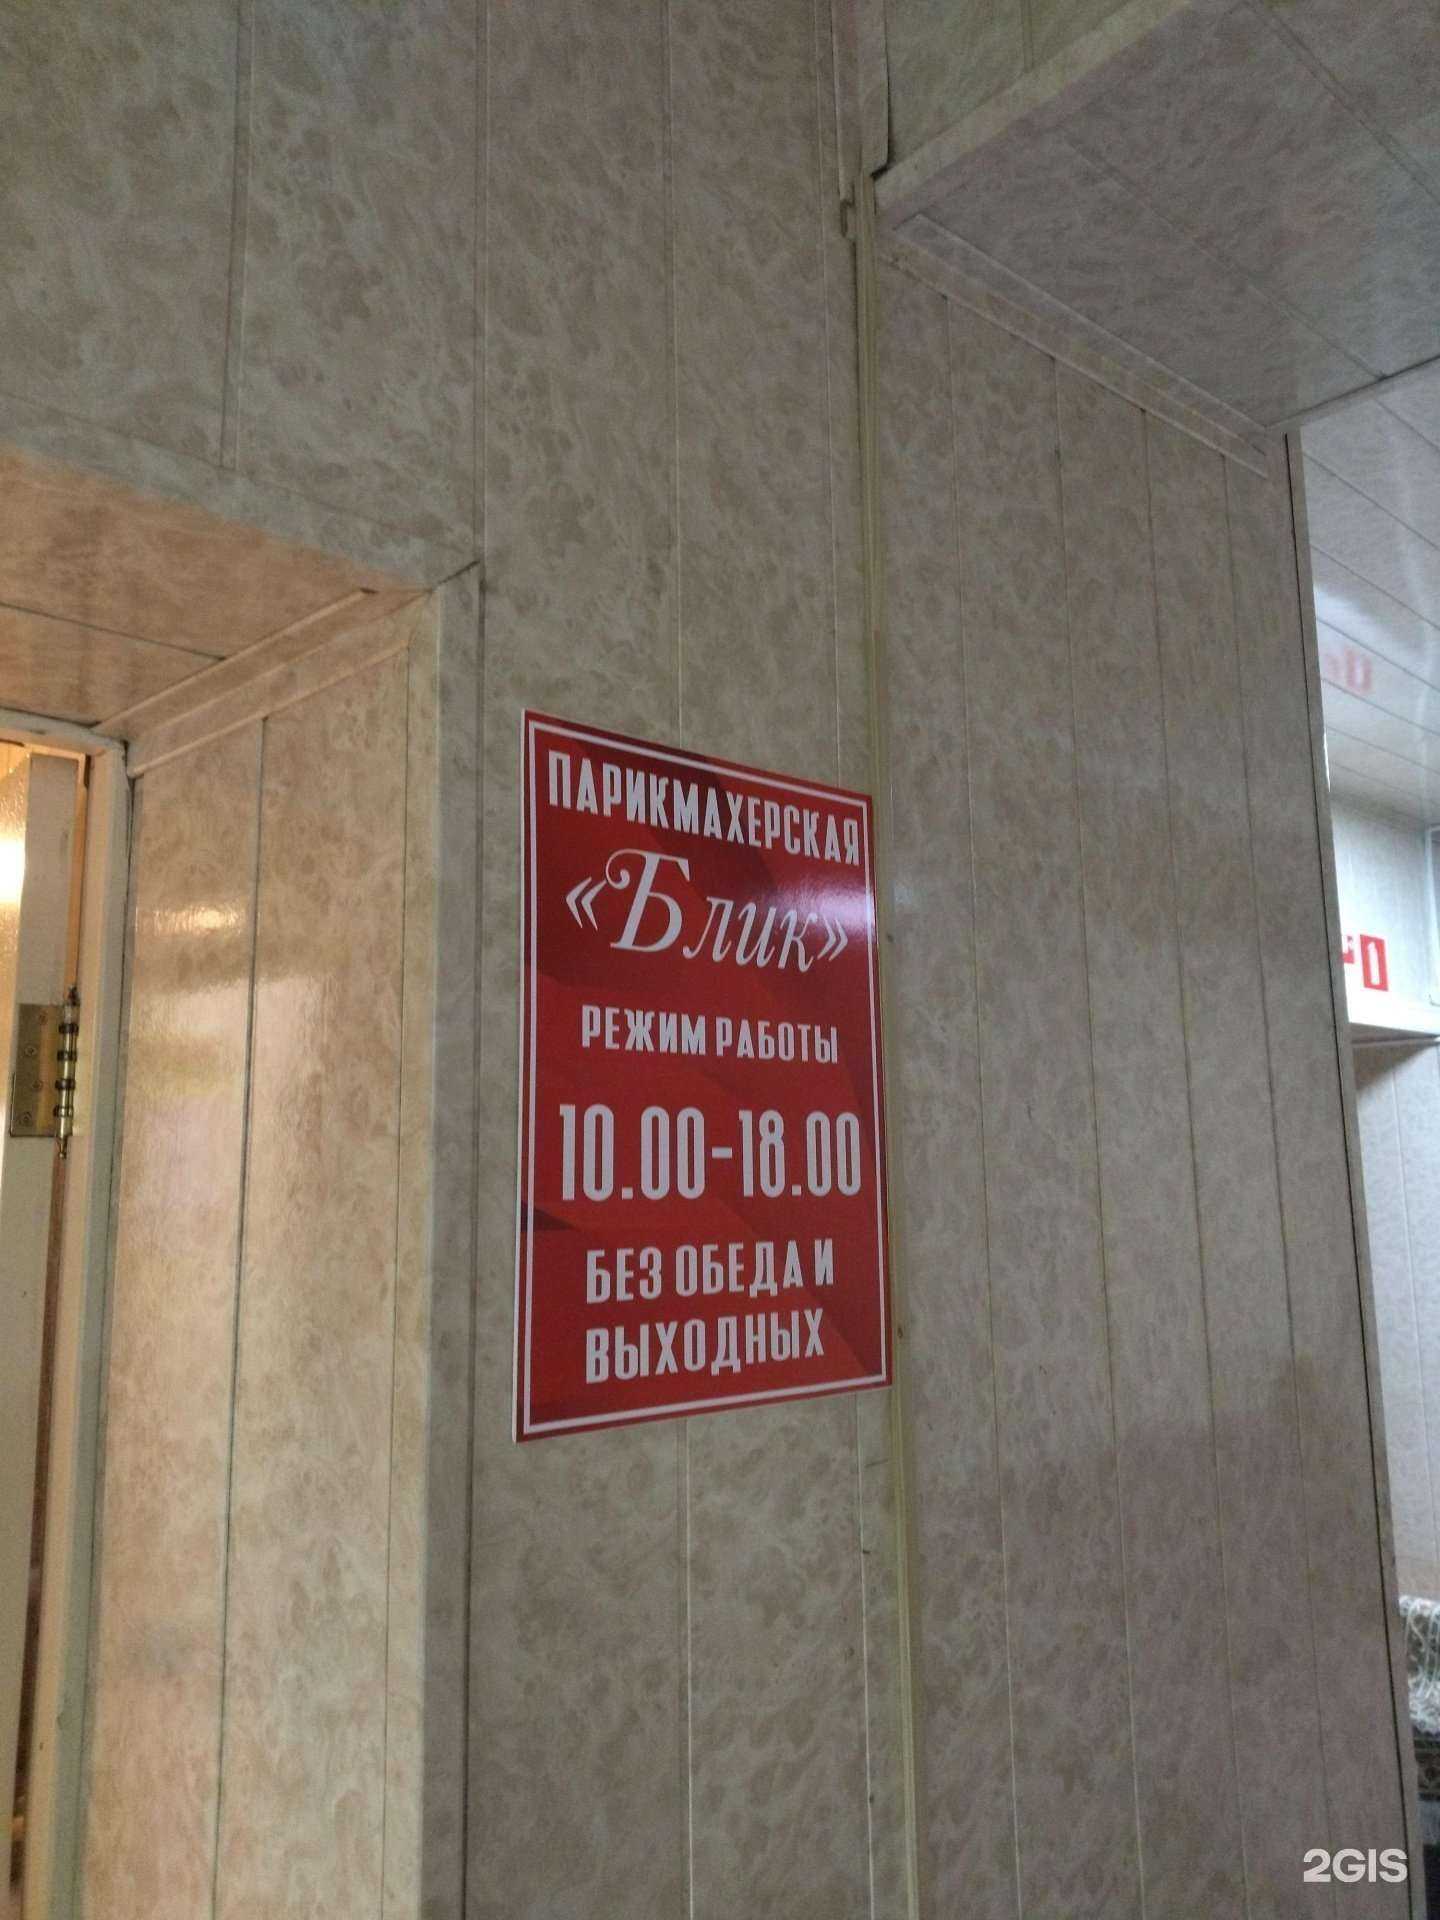 ПАРИКМАХЕРСКАЯ
«Блик»
РЕЖИМ РАБОТЫ
10.00-18.00
БЕЗ ОБЕДА И
ВЫХОДНЫХ
2GIS